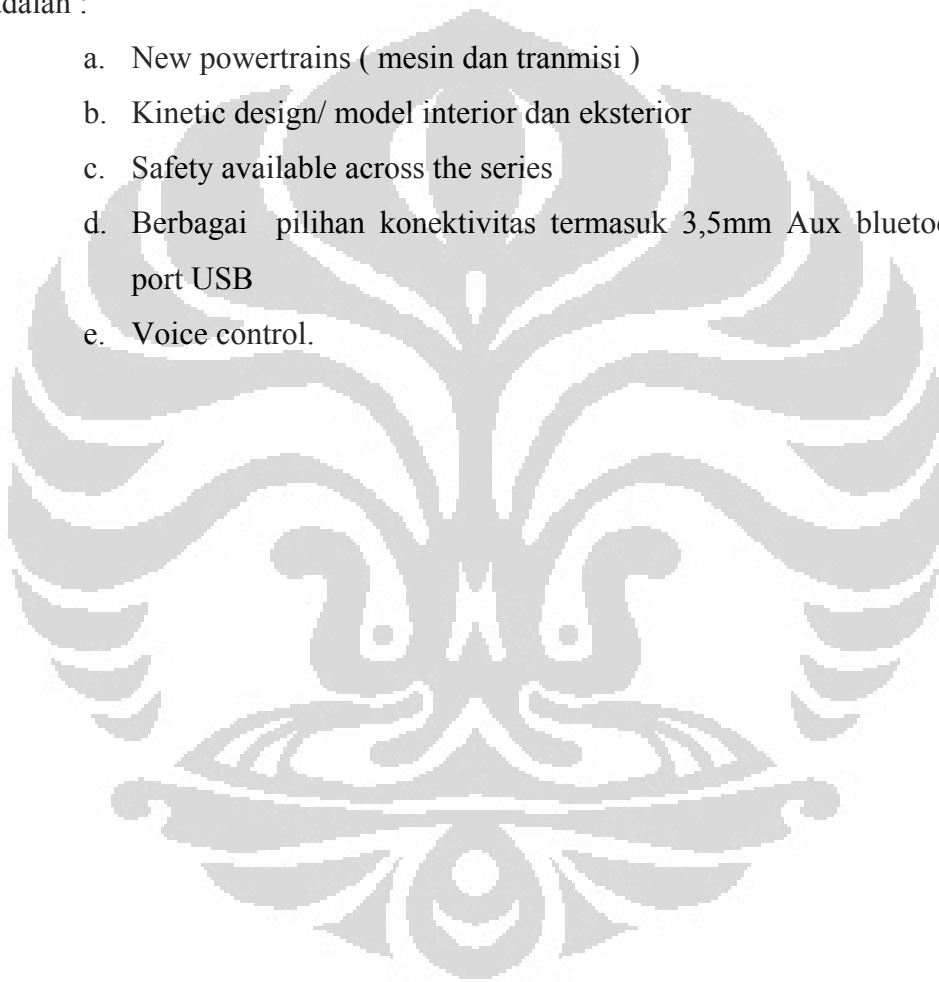 adalah :
a. New powertrains ( mesin dan tranmisi )
b. Kinetic design/ model interior dan eksterior
c. Safety available across the series
d. Berbagai pilihan konektivitas termasuk 3,5mm Aux
port USB
e. Voice control.